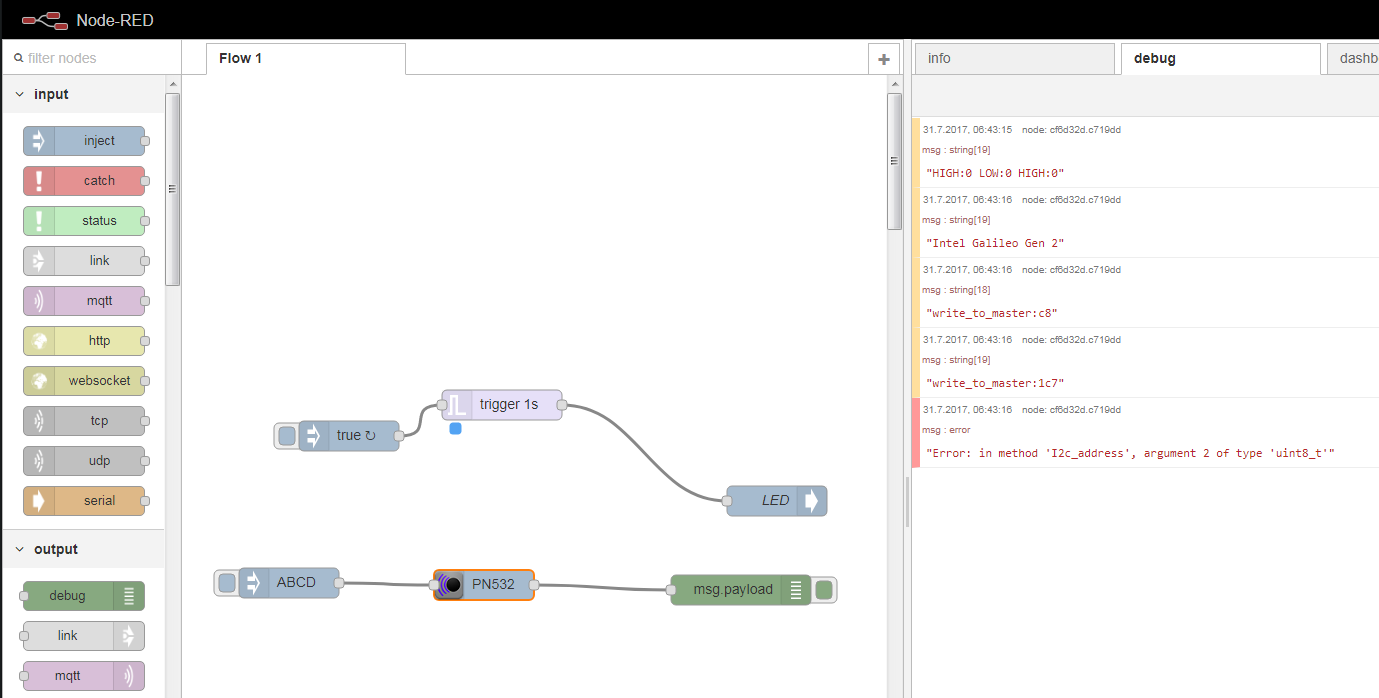 Node-RED
filter nodes
Flow 1
+
info
debug
dashb
input
inject
catch
status
link
mqtt
http
websocket
tcp
udp
serial
output
debug
link
mqtt
trigger 1s
true ↻
LED
ABCD
PN532
msg.payload
31.7.2017, 06:43:15 node: cf6d32d.c719dd
msg : string[19]
"HIGH:0 LOW:0 HIGH:0"
31.7.2017, 06:43:16 node: cf6d32d.c719dd
msg : string[19]
"Intel Galileo Gen 2"
31.7.2017, 06:43:16 node: cf6d32d.c719dd
msg : string[18]
"write_to_master:c8"
31.7.2017, 06:43:16 node: cf6d32d.c719dd
msg : string[19]
"write_to_master:1c7"
31.7.2017, 06:43:16 node: cf6d32d.c719dd
msg : error
"Error: in method 'I2c_address', argument 2 of type 'uint8_t'"